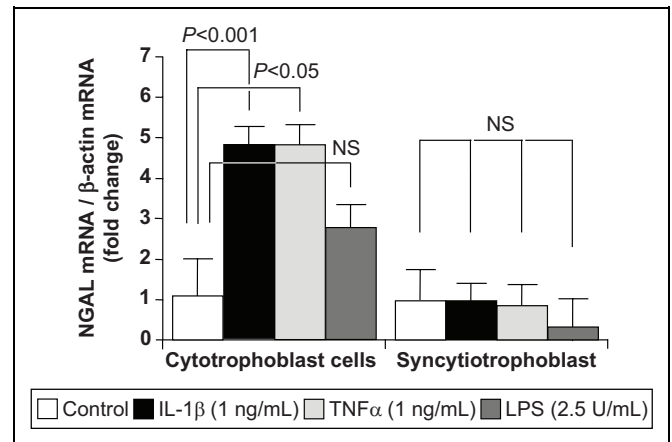 P<0.001
P<0.05
NS
NS
NGAL mRNA / β-actin mRNA
(fold change)
7
6
5
4
3
2
1
0
Cytotrophoblast cells
Syncytiotrophoblast
Control
IL-1β (1 ng/mL)
TNFα (1 ng/mL)
LPS (2.5 U/mL)